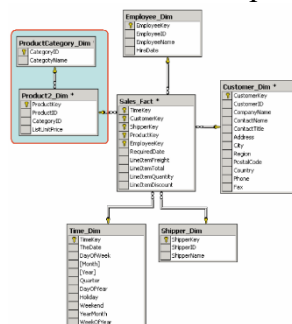 Employee_Dim
EmployeeKey
EmployeeID
EmployeeName
HireDate
ProductCategory_Dim
CategoryID
CategotyName
Product2_Dim *
ProductKey
ProductID
CategoryID
ListUnitPrice
Sales_Fact *
TimeKey
CustomerKey
ShipperKey
ProductKey
EmployeeKey
RequiredDate
LineItemFreight
LineItemTotal
LineItemQuantity
LineItemDiscount
Customer_Dim *
CustomerKey
CustomerID
CompanyName
ContactName
ContactTitle
Address
City
Region
PostalCode
Country
Phone
Fax
Time_Dim
TimeKey
TheDate
DayOfWeek
[Month]
[Year]
Quarter
DayOfYear
Holiday
Weekend
YearMonth
WeekOfYear
Shipper_Dim
ShipperKey
ShipperID
ShipperName